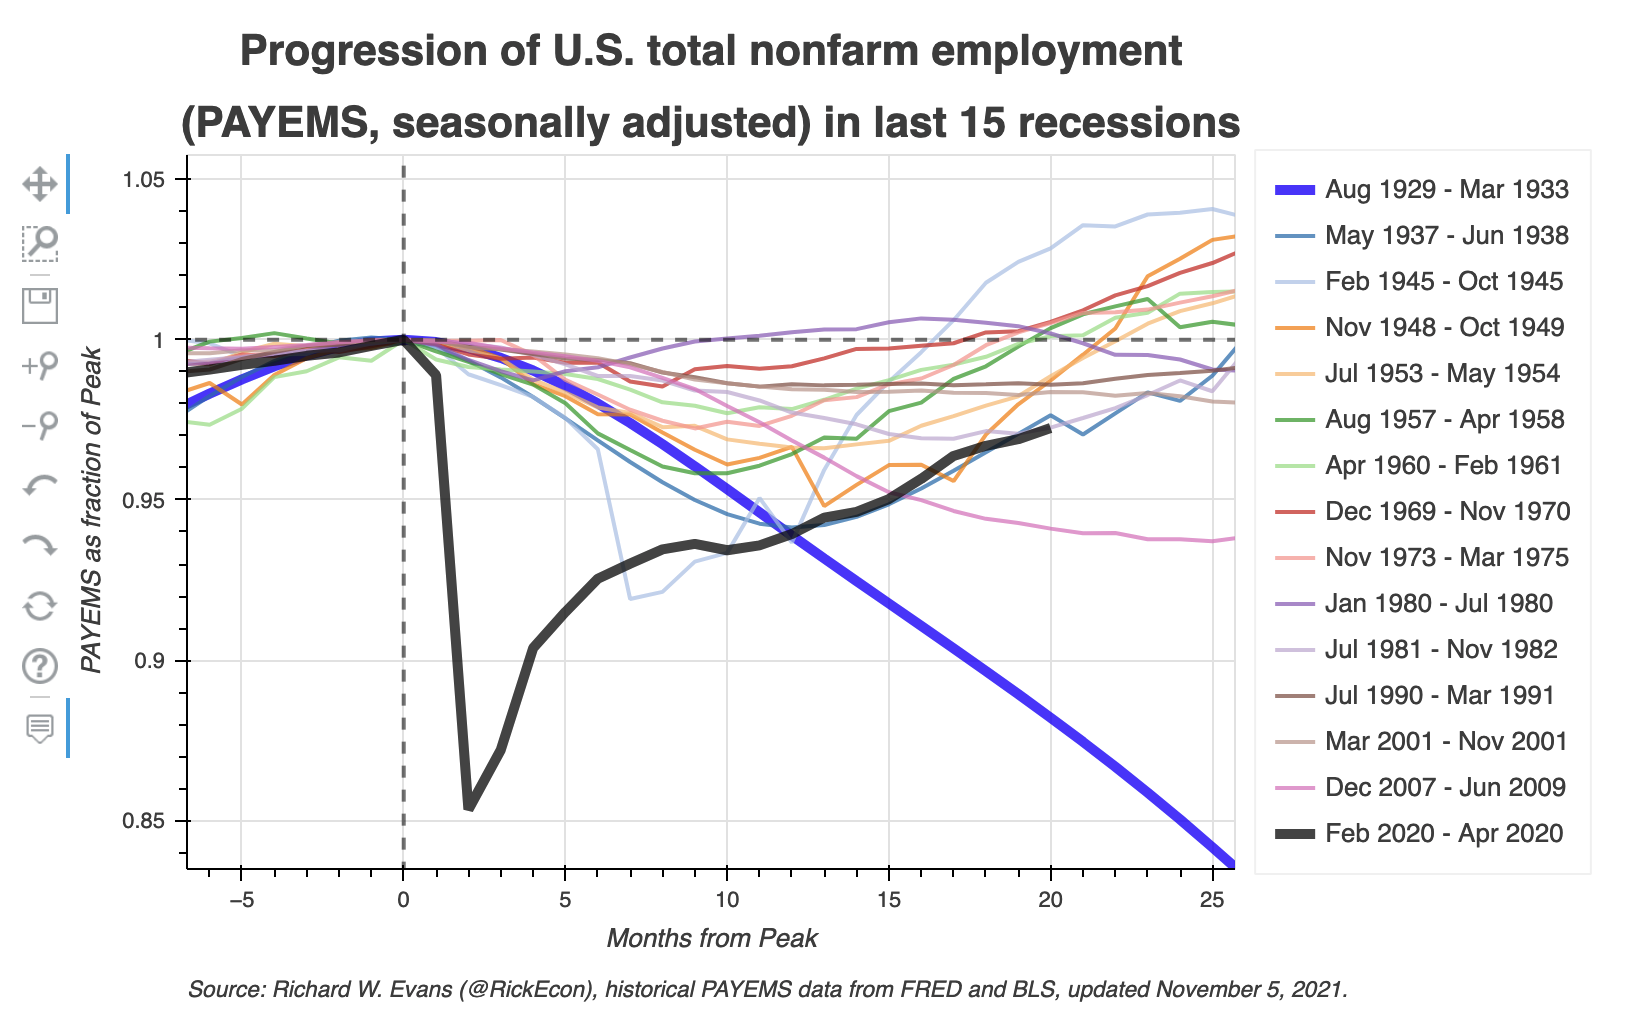 Progression of U.S. total nonfarm employment
(PAYEMS, seasonally adjusted) in last 15 recessions
PAYEMS as fraction of Peak
1.05
1
0.95
0.9
0.85
−5
0
5
10
15
20
25
Months from Peak
Aug 1929 - Mar 1933
May 1937 - Jun 1938
Feb 1945 - Oct 1945
Nov 1948 - Oct 1949
Jul 1953 - May 1954
Aug 1957 - Apr 1958
Apr 1960 - Feb 1961
Dec 1969 - Nov 1970
Nov 1973 - Mar 1975
Jan 1980 - Jul 1980
Jul 1981 - Nov 1982
Jul 1990 - Mar 1991
Mar 2001 - Nov 2001
Dec 2007 - Jun 2009
Feb 2020 - Apr 2020
Source: Richard W. Evans (@RickEcon), historical PAYEMS data from FRED and BLS, updated November 5, 2021.